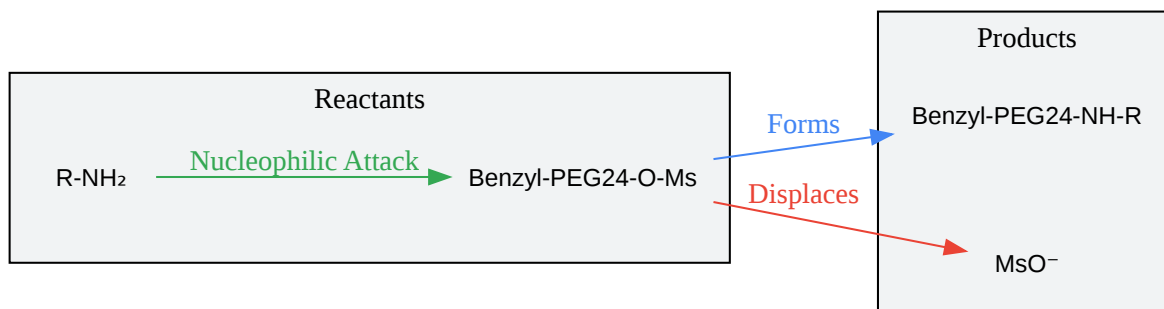 Reactants
R-NH₂
Nucleophilic Attack
Benzyl-PEG24-O-Ms
Forms
Displaces
Products
Benzyl-PEG24-NH-R
MsO⁻